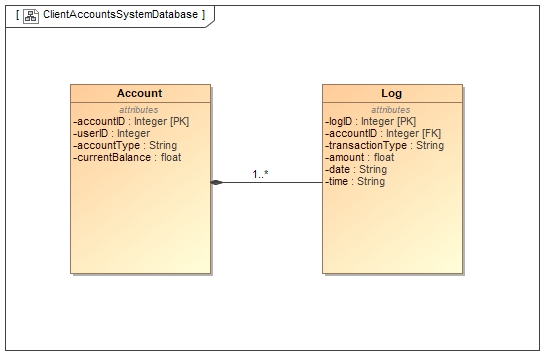 [ ClientAccountsSystemDatabase ]
Account
attributes
-accountID : Integer [PK]
-userID : Integer
-accountType : String
-currentBalance : float
1..*
Log
attributes
-logID : Integer [PK]
-accountID : Integer [FK]
-transactionType : String
-amount : float
-date : String
-time : String